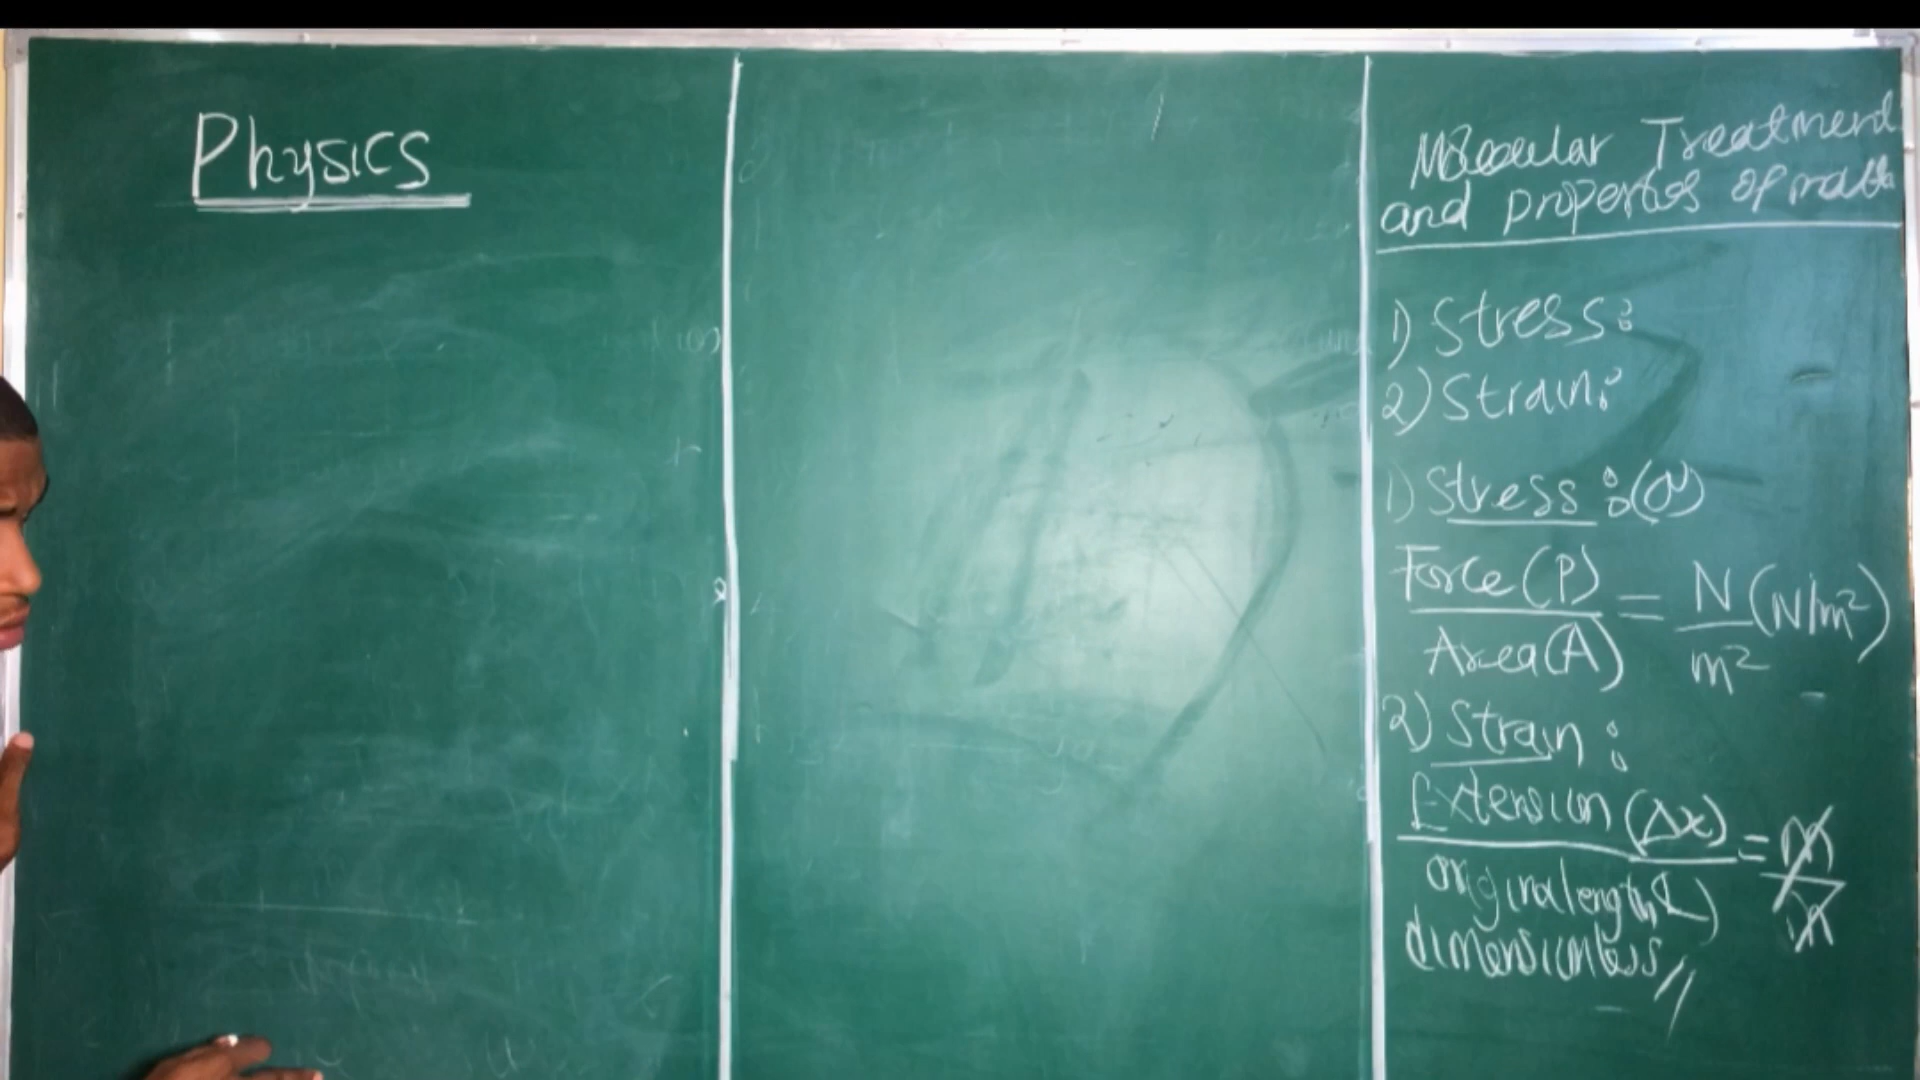 Physics
Molecular Treatment
and properties of matt
1) Stress:
2) Strain:
1) Stress: (σ)
Force (P)
Area (A)
= N
m²
(N/m²)
2) Strain:
Extension (Δx)
original length
= m
m
dimensionless //